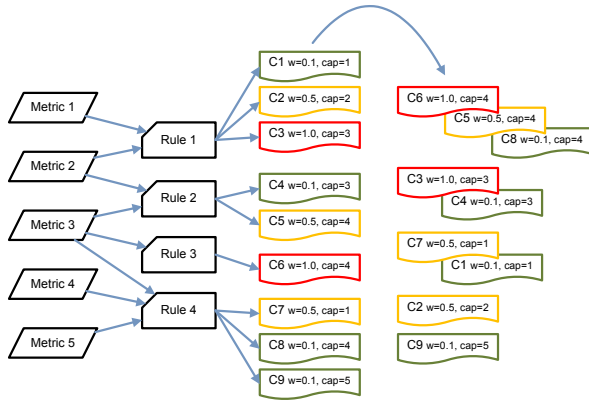 Metric 1
Metric 2
Metric 3
Metric 4
Metric 5
Rule 1
Rule 2
Rule 3
Rule 4
C1 w=0.1, cap=1
C2 w=0.5, cap=2
C3 w=1.0, cap=3
C4 w=0.1, cap=3
C5 w=0.5, cap=4
C6 w=1.0, cap=4
C7 w=0.5, cap=1
C8 w=0.1, cap=4
C9 w=0.1, cap=5
C6 w=1.0, cap=4
C5 w=0.5, cap=4
C8 w=0.1, cap=4
C3 w=1.0, cap=3
C4 w=0.1, cap=3
C7 w=0.5, cap=1
C1 w=0.1, cap=1
C2 w=0.5, cap=2
C9 w=0.1, cap=5